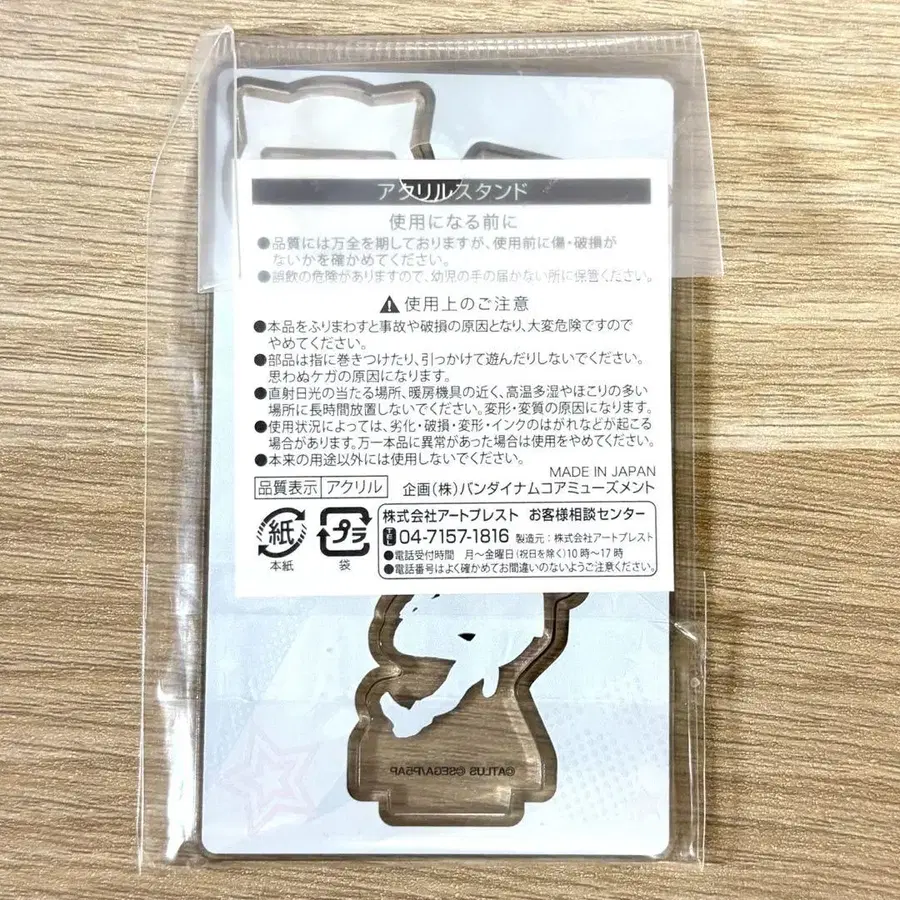 アクリルスタンド
使用になる前に
●品質には万全を期しておりますが、使用前に傷・破損が
ないかを確かめてください。
●誤飲の危険がありますので、幼児の手の届かない所に保管ください。
⚠使用上のご注意
●本品をふりまわすと事故や破損の原因となり、大変危険ですので
やめてください。
●部品は指に巻きつけたり、引っかけて遊んだりしないでください。
思わぬケガの原因になります。
●直射日光の当たる場所、暖房機具の近く、高温多湿やほこりの多い
場所に長時間放置しないでください。変形・変質の原因になります。
●使用状況によっては、劣化・破損・変形・インクのはがれなどが起こる
場合があります。万一本品に異常があった場合は使用をやめてください。
●本来の用途以外には使用しないでください。
MADE IN JAPAN
品質表示 アクリル 企画(株)バンダイナムコアミューズメント
紙
本紙
プラ
袋
株式会社アートプレスト お客様相談センター
TEL 04-7157-1816 製造元:株式会社アートプレスト
●電話受付時間 月〜金曜日(祝日を除く)10時〜17時
●電話番号はよく確かめてお間違いのないようご注意ください。
©ATLUS ©SEGA/P5AP